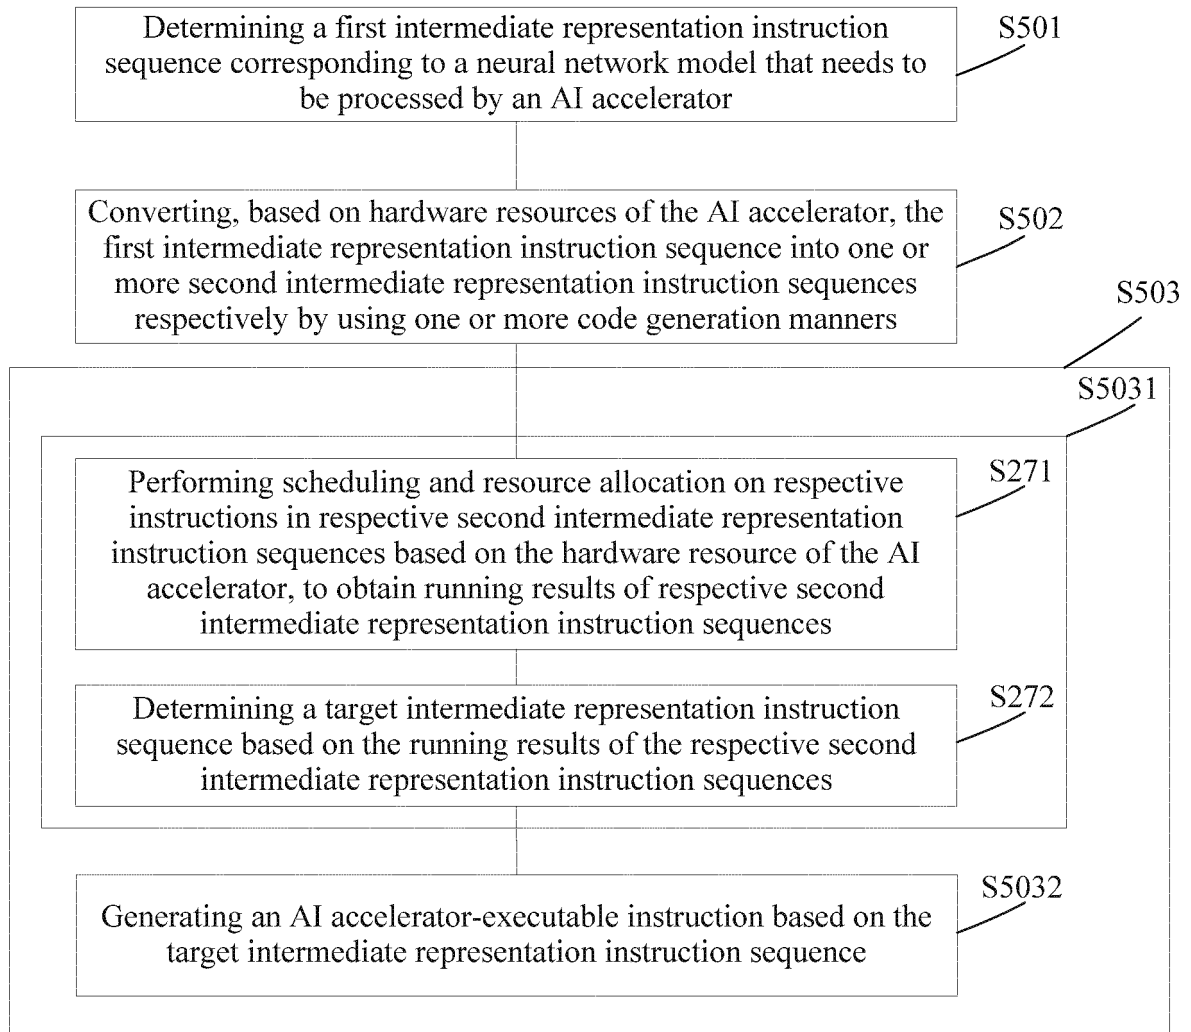 Determining a first intermediate representation instruction
sequence corresponding to a neural network model that needs to
be processed by an AI accelerator
S501
Converting, based on hardware resources of the AI accelerator, the
first intermediate representation instruction sequence into one or
more second intermediate representation instruction sequences
respectively by using one or more code generation manners
S502
S503
S5031
Performing scheduling and resource allocation on respective
instructions in respective second intermediate representation
instruction sequences based on the hardware resource of the AI
accelerator, to obtain running results of respective second
intermediate representation instruction sequences
S271
Determining a target intermediate representation instruction
sequence based on the running results of the respective second
intermediate representation instruction sequences
S272
Generating an AI accelerator-executable instruction based on the
target intermediate representation instruction sequence
S5032